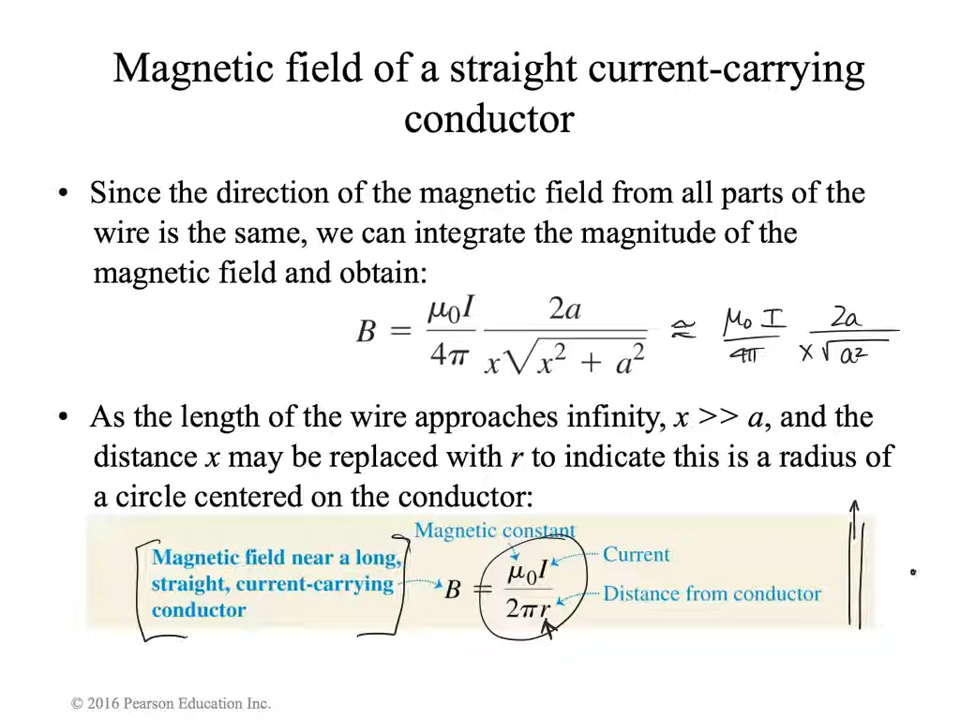 Magnetic field of a straight current-carrying
conductor
• Since the direction of the magnetic field from all parts of the
wire is the same, we can integrate the magnitude of the
magnetic field and obtain:
B = μ₀I/4π 2a/(x√(x² + a²)) ≅ μ₀ I/4π 2a/(x√a²)
• As the length of the wire approaches infinity, x >> a, and the
distance x may be replaced with r to indicate this is a radius of
a circle centered on the conductor:
Magnetic constant
Magnetic field near a long,
straight, current-carrying
conductor
B = μ₀I/2πr
Current
Distance from conductor
© 2016 Pearson Education Inc.